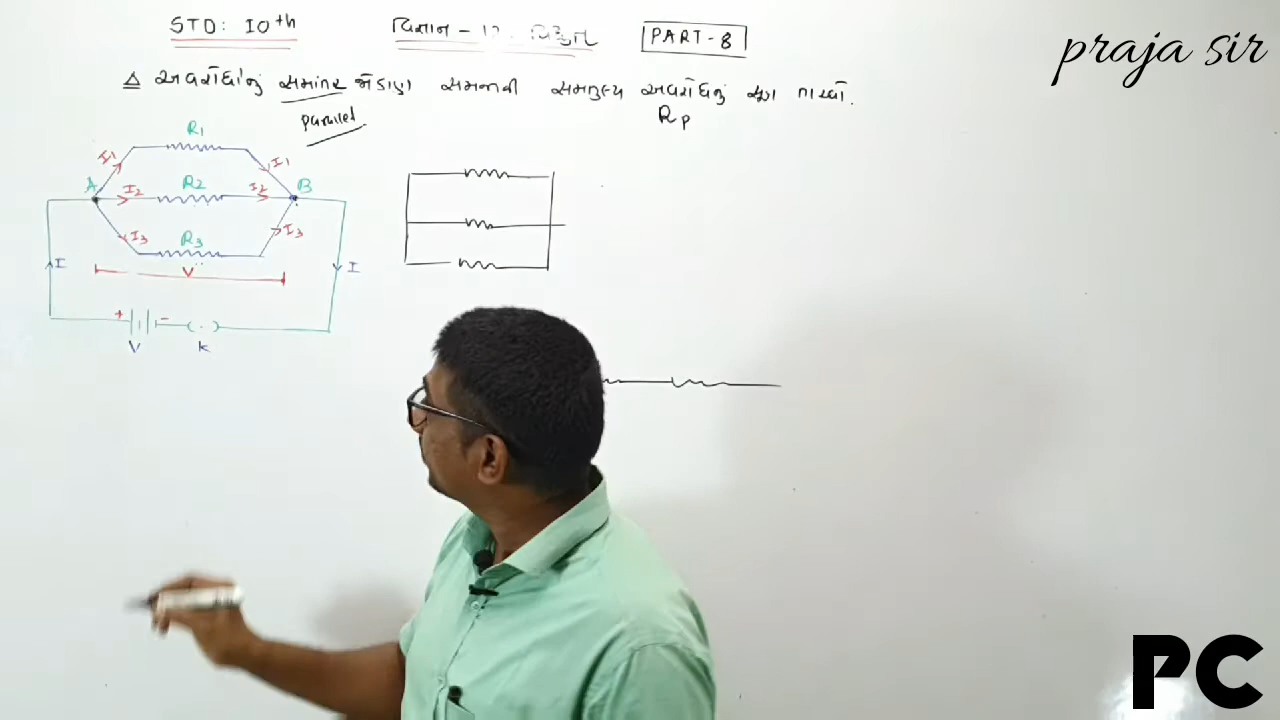 STD: 10th
વિજ્ઞાન - 12. વિદ્યુત
PART-8
praja sir
△ અવરોધોનું સમાંતર જોડાણ સમજાવી સમતુલ્ય અવરોધનું સૂત્ર તારવો.
parallel
Rp
R1
I1
I1
A
I2
R2
I2
B
I3
R3
I3
V
I
I
+
-
V
K
PC